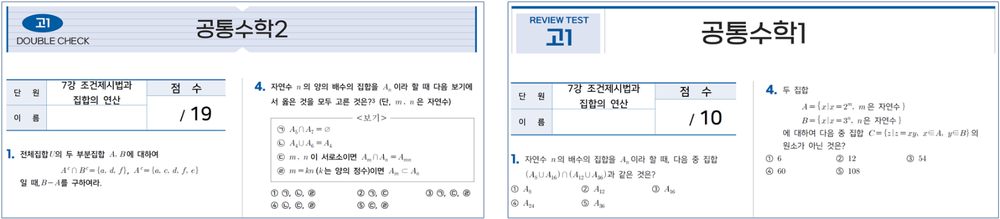 고1
DOUBLE CHECK
공통수학2
단 원
7강 조건제시법과
집합의 연산
점 수
이 름
/ 19
1. 전체집합 U의 두 부분집합 A, B에 대하여
A^c∩B^c={a, d, f}, A^c={a, c, d, f, e}
일 때,B-A를 구하여라.
4. 자연수 n의 양의 배수의 집합을 A_n이라 할 때 다음 보기에
서 옳은 것을 모두 고른 것은?³ (단, m, n은 자연수)
<보기>
㉠ A_5∩A_7=∅
㉡ A_4∪A_6=A_4
㉢ m, n이 서로소이면 A_m∩A_n=A_mn
㉣ m=kn(k는 양의 정수)이면 A_m⊂A_n
① ㉠, ㉡, ㉣ ② ㉠, ㉢ ③ ㉠, ㉢, ㉣
④ ㉡, ㉢, ㉣ ⑤ ㉢, ㉣
REVIEW TEST
고1
공통수학1
단 원
7강 조건제시법과
집합의 연산
점 수
이 름
/ 10
1. 자연수 n의 배수의 집합을 A_n이라 할 때, 다음 중 집합
(A_8∪A_16)∩(A_12∪A_36)과 같은 것은?
① A_8 ② A_12 ③ A_16
④ A_24 ⑤ A_36
4. 두 집합
A={x|x=2^m, m은 자연수}
B={x|x=3^n, n은 자연수}
에 대하여 다음 중 집합 C={z|z=xy, x∈A, y∈B}의
원소가 아닌 것은?
① 6 ② 12 ③ 54
④ 60 ⑤ 108